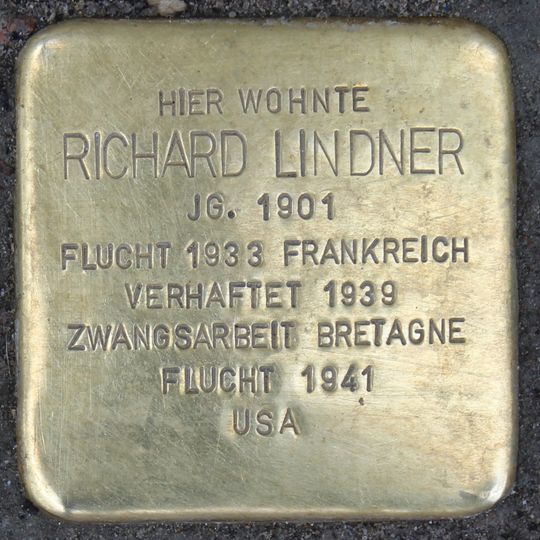 HIER WOHNTE
RICHARD LINDNER
JG. 1901
FLUCHT 1933 FRANKREICH
VERHAFTET 1939
ZWANGSARBEIT BRETAGNE
FLUCHT 1941
USA